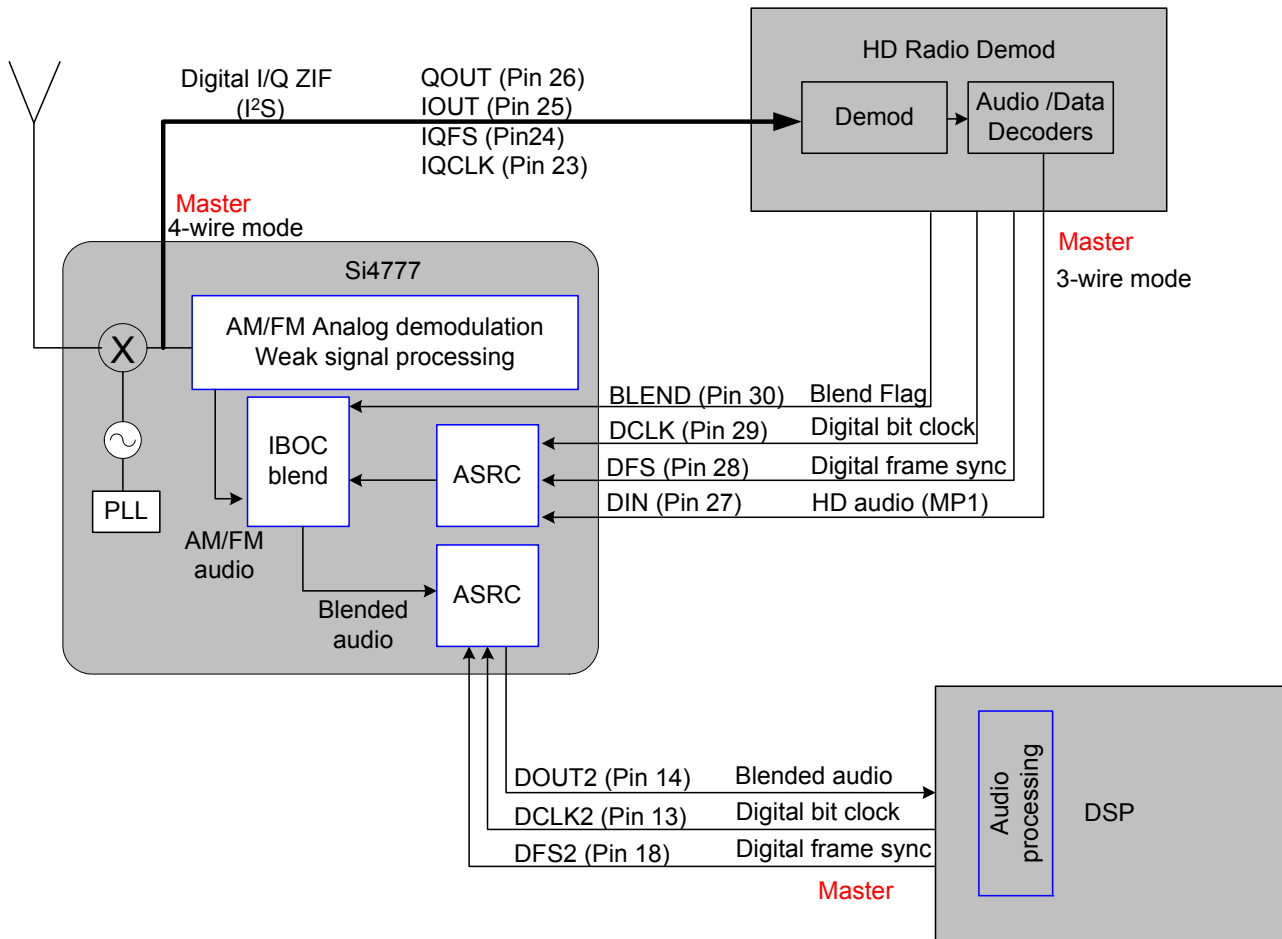 HD Radio Demod
Digital I/Q ZIF
(I²S)
QOUT (Pin 26)
IOUT (Pin 25)
IQFS (Pin24)
IQCLK (Pin 23)
Demod
Audio /Data
Decoders
Master
4-wire mode
Master
3-wire mode
Si4777
AM/FM Analog demodulation
Weak signal processing
X
PLL
IBOC
blend
ASRC
BLEND (Pin 30) Blend Flag
DCLK (Pin 29) Digital bit clock
DFS (Pin 28) Digital frame sync
DIN (Pin 27) HD audio (MP1)
AM/FM
audio
Blended
audio
ASRC
DOUT2 (Pin 14) Blended audio
DCLK2 (Pin 13) Digital bit clock
DFS2 (Pin 18) Digital frame sync
Master
Audio
processing
DSP